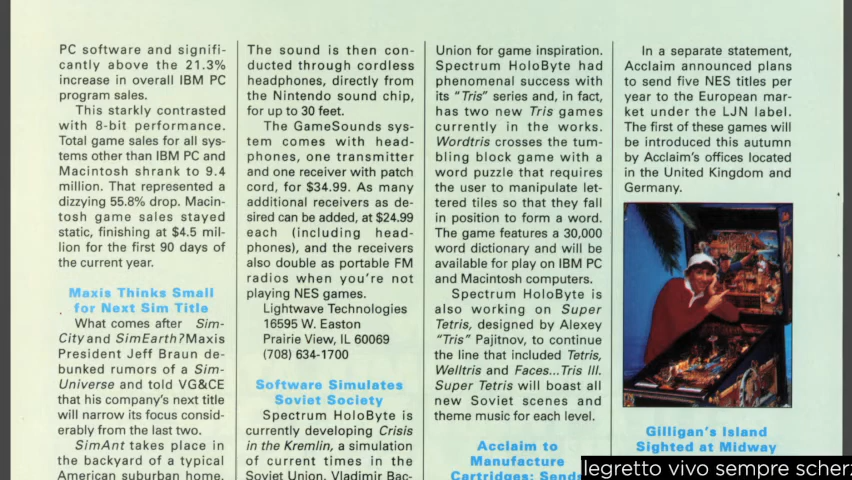 PC software and signifi-
cantly above the 21.3%
increase in overall IBM PC
program sales.
This starkly contrasted
with 8-bit performance.
Total game sales for all sys-
tems other than IBM PC and
Macintosh shrank to 9.4
million. That represented a
dizzying 55.8% drop. Macin-
tosh game sales stayed
static, finishing at $4.5 mil-
lion for the first 90 days of
the current year.
Maxis Thinks Small
for Next Sim Title
What comes after Sim-
City and SimEarth? Maxis
President Jeff Braun de-
bunked rumors of a Sim-
Universe and told VG&CE
that his company's next title
will narrow its focus consid-
erably from the last two.
SimAnt takes place in
the backyard of a typical
American suburban home.
The sound is then con-
ducted through cordless
headphones, directly from
the Nintendo sound chip,
for up to 30 feet.
The GameSounds sys-
tem comes with head-
phones, one transmitter
and one receiver with patch
cord, for $34.99. As many
additional receivers as de-
sired can be added, at $24.99
each (including head-
phones), and the receivers
also double as portable FM
radios when you're not
playing NES games.
Lightwave Technologies
16595 W. Easton
Prairie View, IL 60069
(708) 634-1700
Software Simulates
Soviet Society
Spectrum HoloByte is
currently developing Crisis
in the Kremlin, a simulation
of current times in the
Soviet Union. Vladimir Bac-
Union for game inspiration.
Spectrum HoloByte had
phenomenal success with
its "Tris" series and, in fact,
has two new Tris games
currently in the works.
Wordtris crosses the tum-
bling block game with a
word puzzle that requires
the user to manipulate let-
tered tiles so that they fall
in position to form a word.
The game features a 30,000
word dictionary and will be
available for play on IBM PC
and Macintosh computers.
Spectrum HoloByte is
also working on Super
Tetris, designed by Alexey
"Tris" Pajitnov, to continue
the line that included Tetris,
Welltris and Faces...Tris III.
Super Tetris will boast all
new Soviet scenes and
theme music for each level.
Acclaim to
Manufacture
Cartridges; Sends
In a separate statement,
Acclaim announced plans
to send five NES titles per
year to the European mar-
ket under the LJN label.
The first of these games will
be introduced this autumn
by Acclaim's offices located
in the United Kingdom and
Germany.
Gilligan's Island
Sighted at Midway
legretto vivo sempre scher